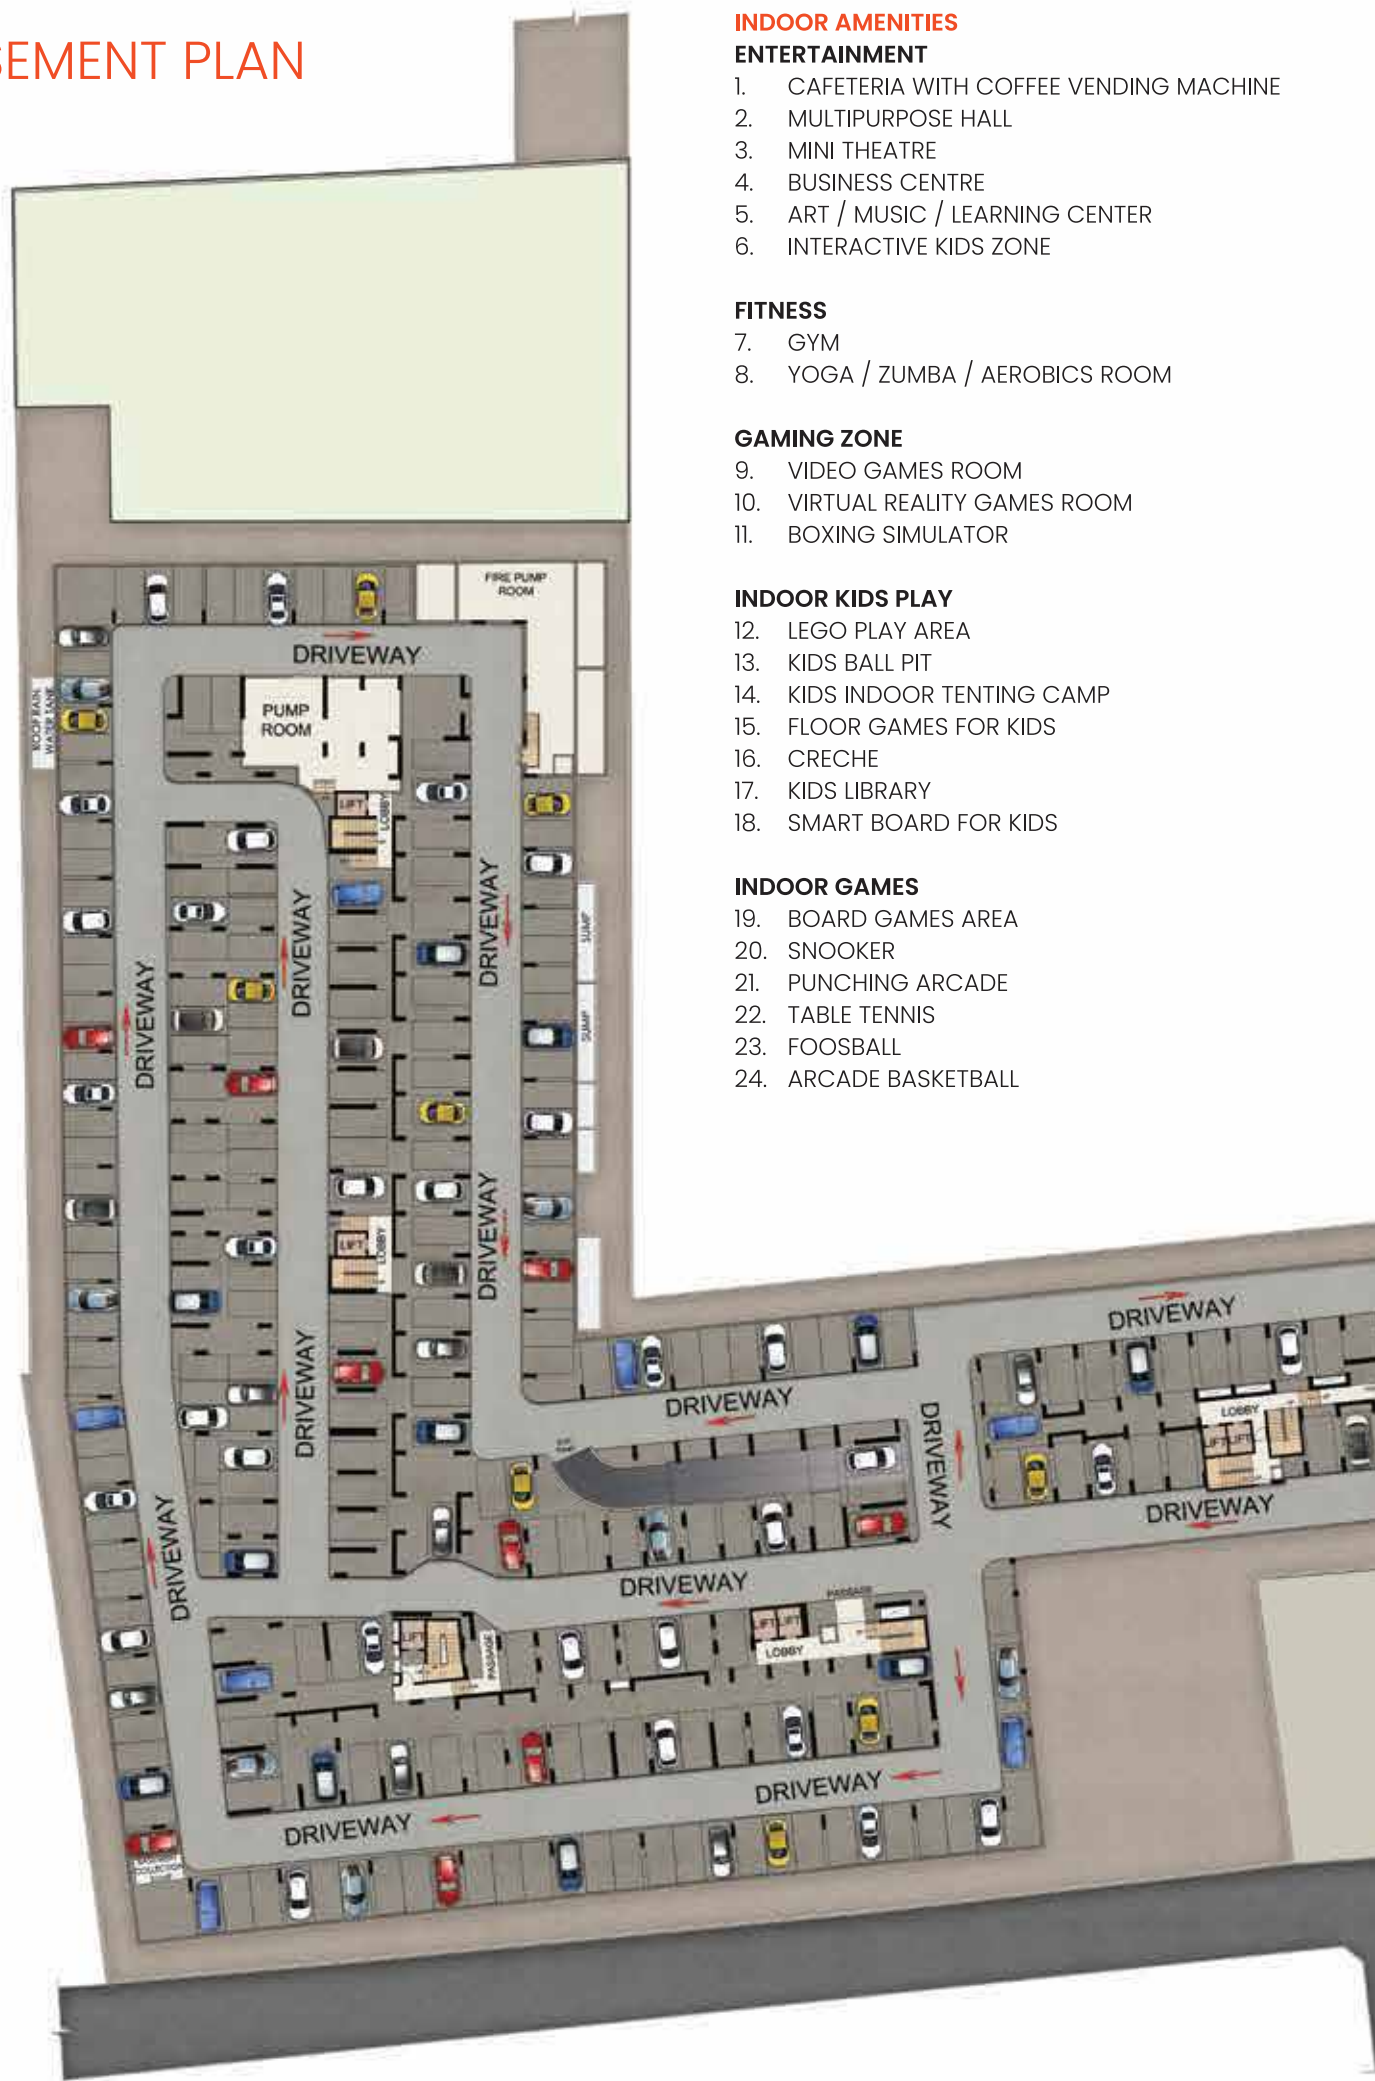 SEMENT PLAN
INDOOR AMENITIES
ENTERTAINMENT
1. CAFETERIA WITH COFFEE VENDING MACHINE
2. MULTIPURPOSE HALL
3. MINI THEATRE
4. BUSINESS CENTRE
5. ART / MUSIC / LEARNING CENTER
6. INTERACTIVE KIDS ZONE
FITNESS
7. GYM
8. YOGA / ZUMBA / AEROBICS ROOM
GAMING ZONE
9. VIDEO GAMES ROOM
10. VIRTUAL REALITY GAMES ROOM
11. BOXING SIMULATOR
INDOOR KIDS PLAY
12. LEGO PLAY AREA
13. KIDS BALL PIT
14. KIDS INDOOR TENTING CAMP
15. FLOOR GAMES FOR KIDS
16. CRECHE
17. KIDS LIBRARY
18. SMART BOARD FOR KIDS
INDOOR GAMES
19. BOARD GAMES AREA
20. SNOOKER
21. PUNCHING ARCADE
22. TABLE TENNIS
23. FOOSBALL
24. ARCADE BASKETBALL
FIRE PUMP
ROOM
DRIVEWAY
ROOF RAIN
WATER TANK
PUMP
ROOM
LIFT
LOBBY
DRIVEWAY
DRIVEWAY
SUMP
DRIVEWAY
SUMP
DRIVEWAY
LIFT
LOBBY
DRIVEWAY
DRIVEWAY
DRIVEWAY
DRIVEWAY
LOBBY
LIFT
LIFT
DRIVEWAY
DRIVEWAY
DRIVEWAY
DRIVEWAY
PASSAGE
LIFT
PASSAGE
LIFT
LIFT
LOBBY
DRIVEWAY
DRIVEWAY